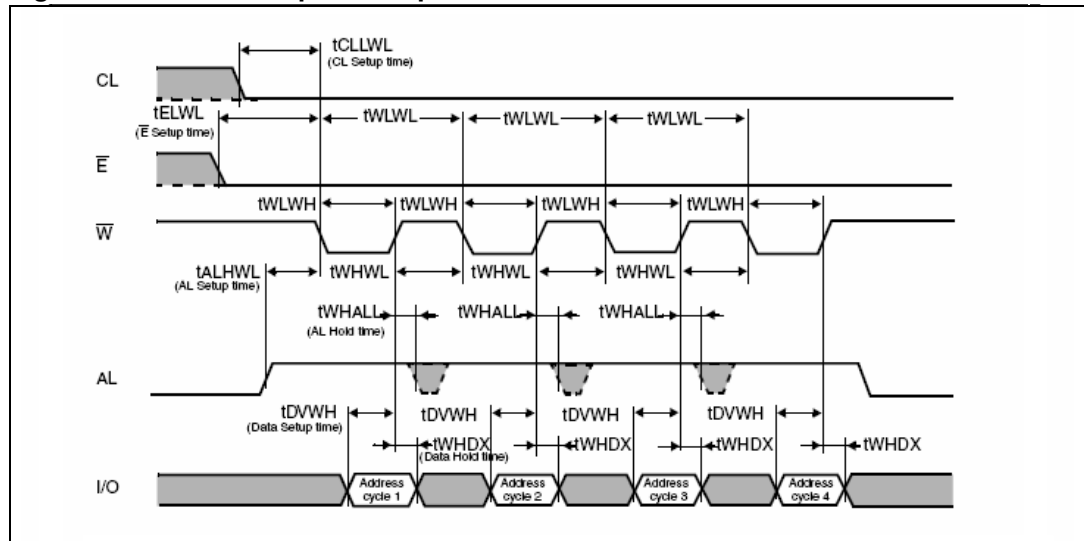 tCLLWL
(CL Setup time)
CL
tELWL
(E̅ Setup time)
tWLWL
tWLWL
tWLWL
E̅
tWLWH
tWLWH
tWLWH
tWLWH
W̅
tALHWL
(AL Setup time)
tWHWL
tWHWL
tWHWL
tWHALL
(AL Hold time)
tWHALL
tWHALL
AL
tDVWH
(Data Setup time)
tDVWH
tDVWH
tDVWH
tWHDX
(Data Hold time)
tWHDX
tWHDX
tWHDX
I/O
Address
cycle 1
Address
cycle 2
Address
cycle 3
Address
cycle 4